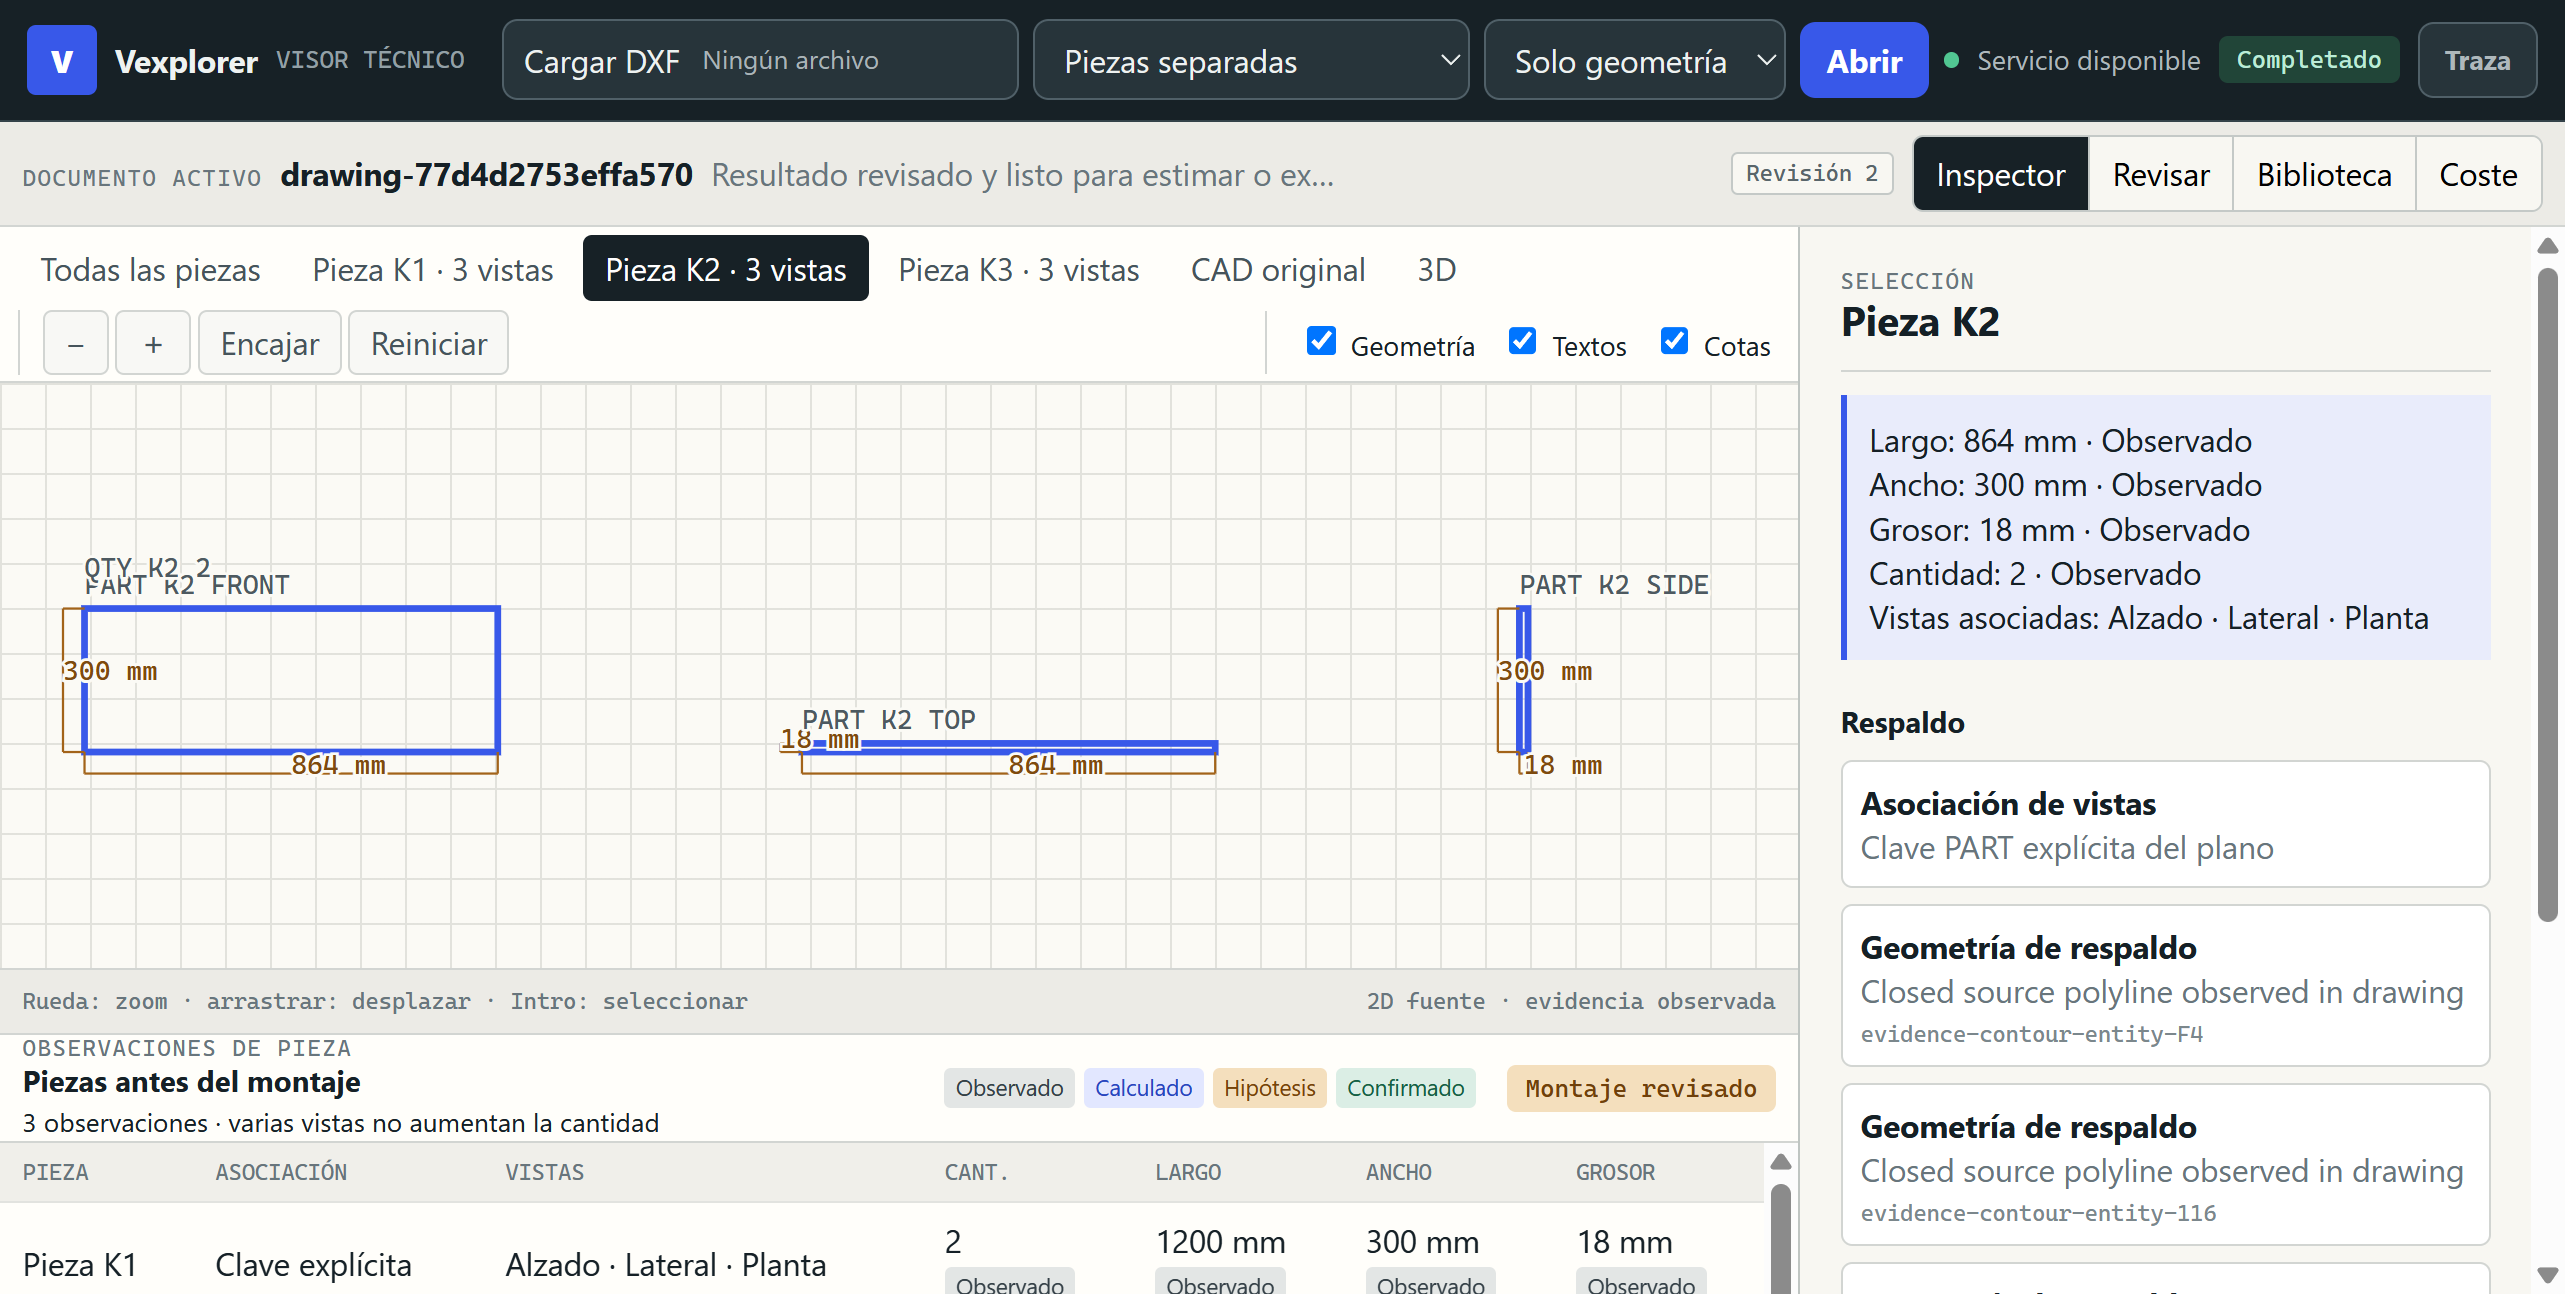 v Vexplorer VISOR TÉCNICO Cargar DXF Ningún archivo Piezas separadas Solo geometría Abrir Servicio disponible Completado Traza
DOCUMENTO ACTIVO drawing-77d4d2753effa570 Resultado revisado y listo para estimar o ex... Revisión 2 Inspector Revisar Biblioteca Coste
Todas las piezas Pieza K1 · 3 vistas Pieza K2 · 3 vistas Pieza K3 · 3 vistas CAD original 3D
− + Encajar Reiniciar Geometría Textos Cotas
QTY K2 2
PART K2 FRONT
300 mm
864 mm
PART K2 TOP
18 mm
864 mm
PART K2 SIDE
300 mm
18 mm
Rueda: zoom · arrastrar: desplazar · Intro: seleccionar 2D fuente · evidencia observada
OBSERVACIONES DE PIEZA
Piezas antes del montaje
3 observaciones · varias vistas no aumentan la cantidad
Observado Calculado Hipótesis Confirmado Montaje revisado
PIEZA ASOCIACIÓN VISTAS CANT. LARGO ANCHO GROSOR
Pieza K1 Clave explícita Alzado · Lateral · Planta 2 1200 mm 300 mm 18 mm
Observado Observado Observado Observado
SELECCIÓN
Pieza K2
Largo: 864 mm · Observado
Ancho: 300 mm · Observado
Grosor: 18 mm · Observado
Cantidad: 2 · Observado
Vistas asociadas: Alzado · Lateral · Planta
Respaldo
Asociación de vistas
Clave PART explícita del plano
Geometría de respaldo
Closed source polyline observed in drawing
evidence-contour-entity-F4
Geometría de respaldo
Closed source polyline observed in drawing
evidence-contour-entity-116